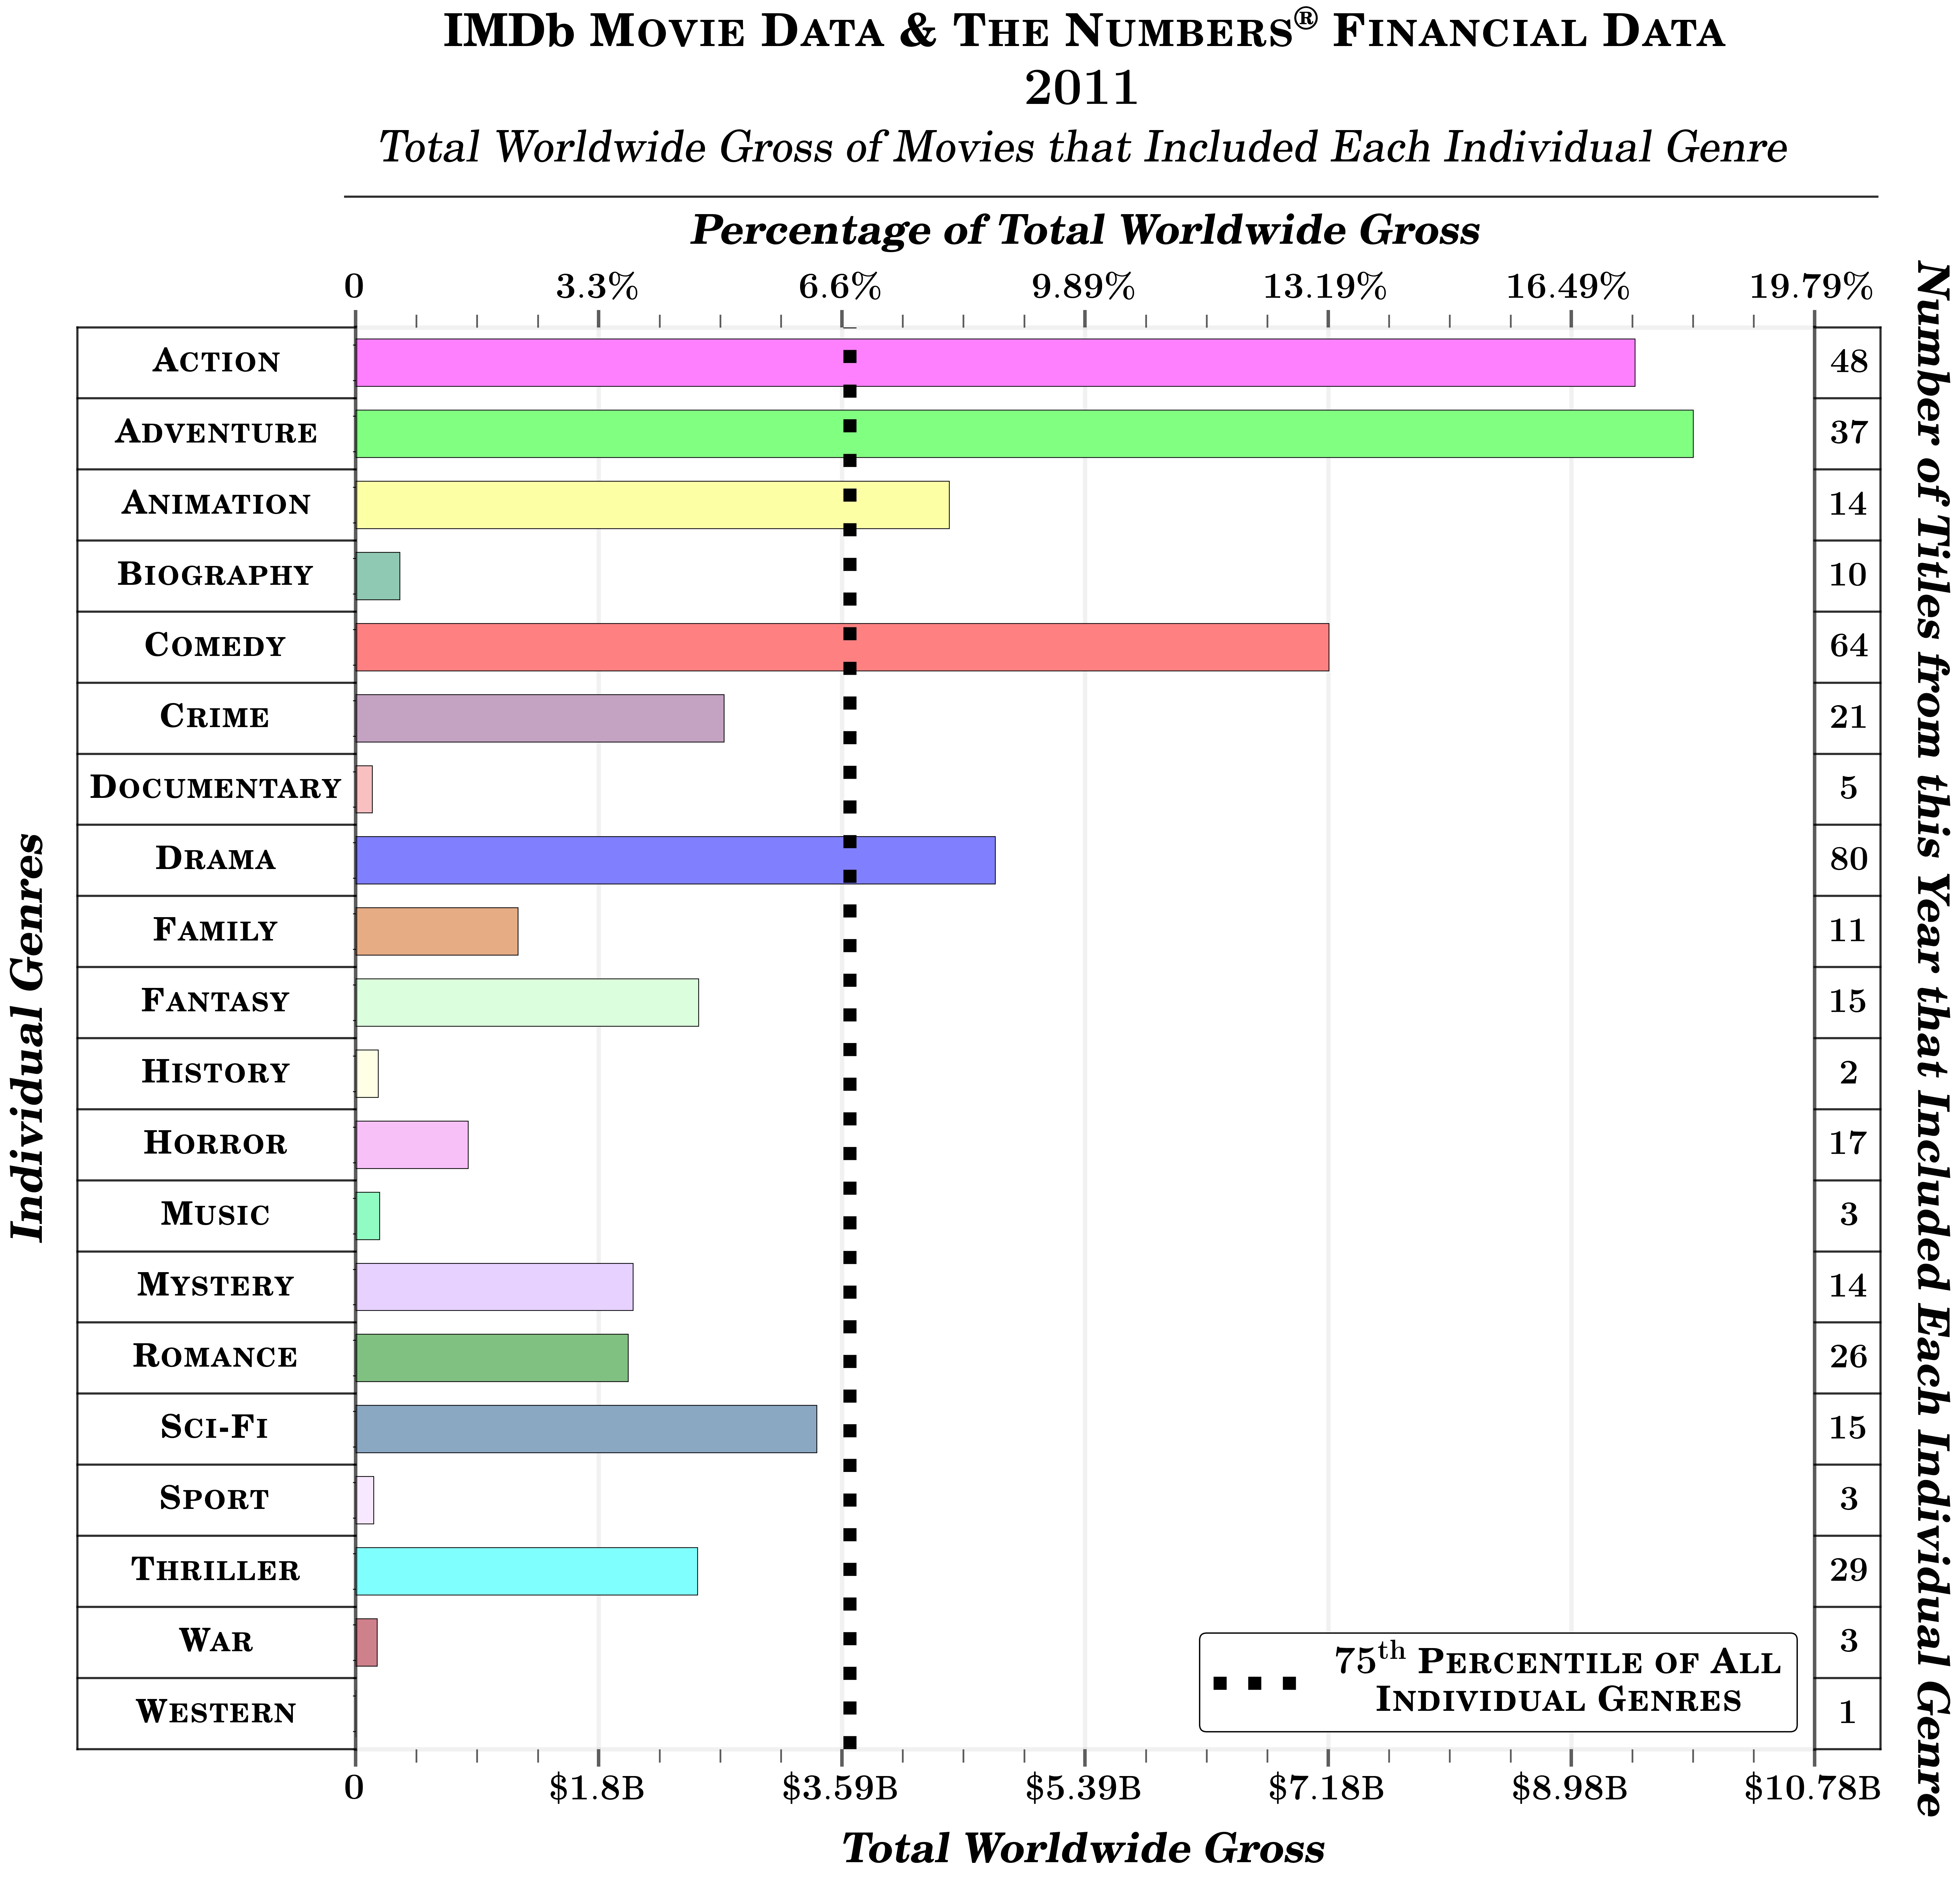 IMDb Movie Data & The Numbers® Financial Data
2011
Total Worldwide Gross of Movies that Included Each Individual Genre
Percentage of Total Worldwide Gross
0 3.3% 6.6% 9.89% 13.19% 16.49% 19.79%
Individual Genres
Action 48
Adventure 37
Animation 14
Biography 10
Comedy 64
Crime 21
Documentary 5
Drama 80
Family 11
Fantasy 15
History 2
Horror 17
Music 3
Mystery 14
Romance 26
Sci-Fi 15
Sport 3
Thriller 29
War 3
Western 1
75th Percentile of All
Individual Genres
0 $1.8B $3.59B $5.39B $7.18B $8.98B $10.78B
Total Worldwide Gross
Number of Titles from this Year that Included Each Individual Genre